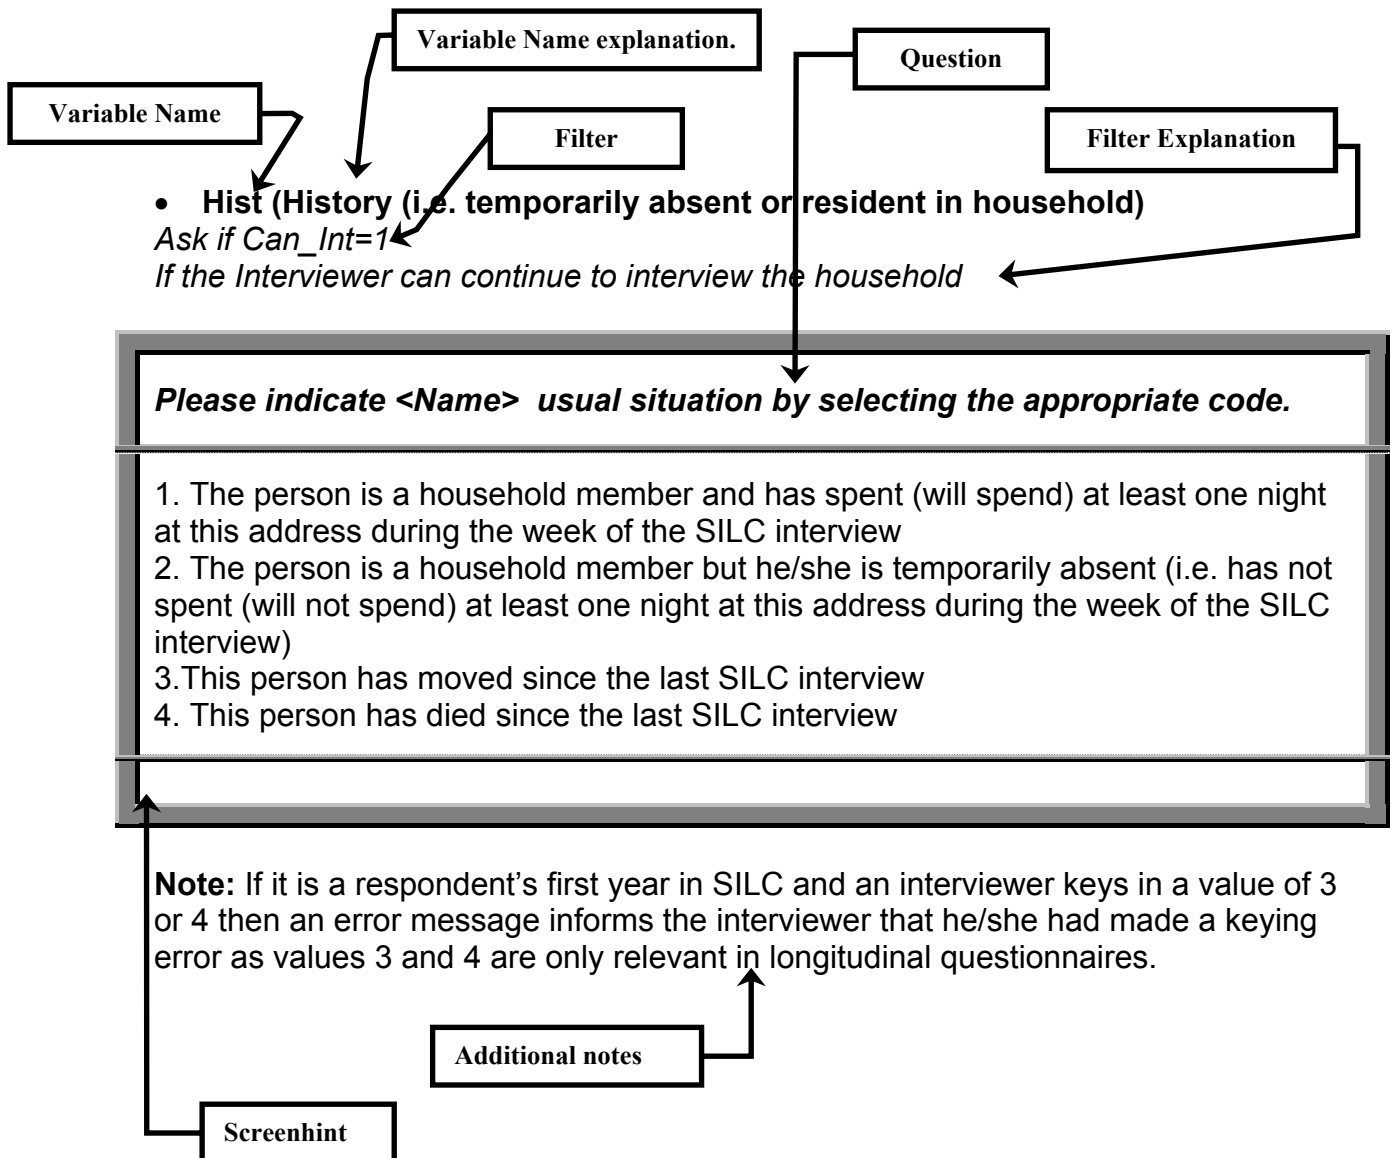 Variable Name explanation.
Question
Variable Name
Filter
Filter Explanation
• Hist (History (i.e. temporarily absent or resident in household)
Ask if Can_Int=1
If the Interviewer can continue to interview the household
Please indicate <Name> usual situation by selecting the appropriate code.
1. The person is a household member and has spent (will spend) at least one night
at this address during the week of the SILC interview
2. The person is a household member but he/she is temporarily absent (i.e. has not
spent (will not spend) at least one night at this address during the week of the SILC
interview)
3.This person has moved since the last SILC interview
4. This person has died since the last SILC interview
Note: If it is a respondent’s first year in SILC and an interviewer keys in a value of 3
or 4 then an error message informs the interviewer that he/she had made a keying
error as values 3 and 4 are only relevant in longitudinal questionnaires.
Additional notes
Screenhint